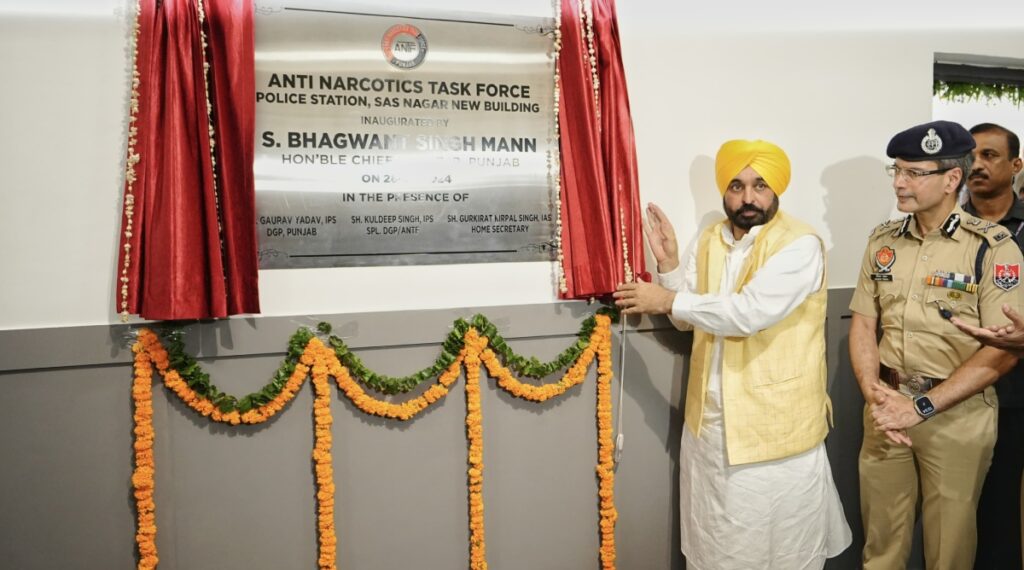 ANTF
PUNJAB
ANTI NARCOTICS TASK FORCE
POLICE STATION, SAS NAGAR NEW BUILDING
INAUGURATED BY
S. BHAGWANT SINGH MANN
HON'BLE CHIEF PUNJAB
ON
IN THE PRESENCE OF
GAURAV YADAV, IPS SH. KULDEEP SINGH, IPS SH. GURKIRAT KIRPAL SINGH, IAS
DGP, PUNJAB SPL. DGP/ANTF HOME SECRETARY